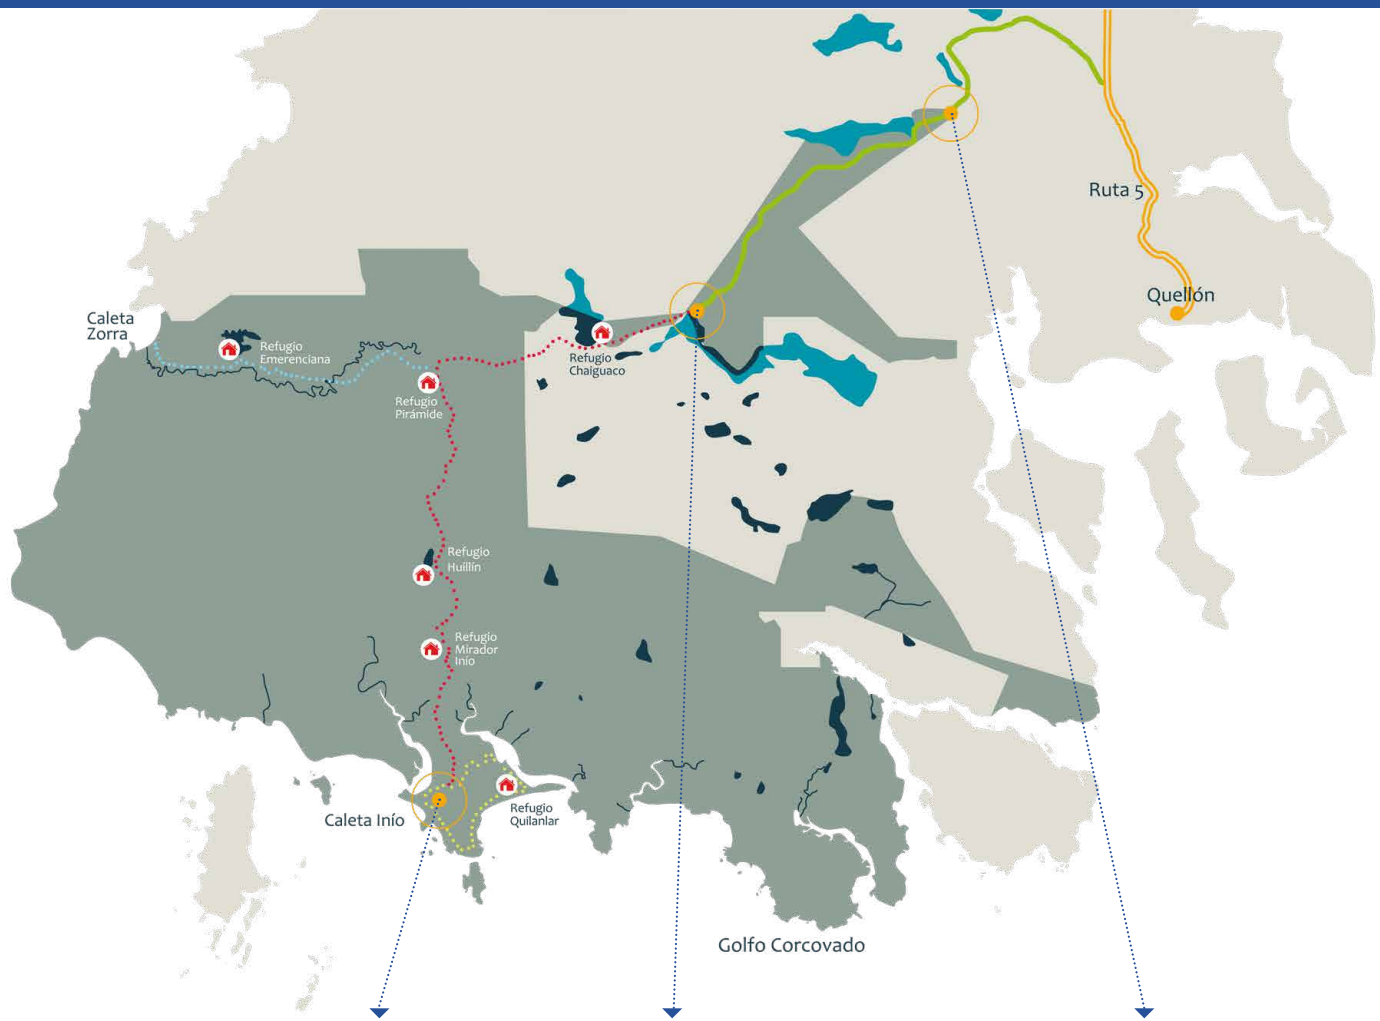 Ruta 5
Quellón
Caleta
Zorra
Refugio
Emerenciana
Refugio
Chaiguaco
Refugio
Pirámide
Refugio
Huillín
Refugio
Mirador
Inío
Caleta Inío
Refugio
Quilanlar
Golfo Corcovado